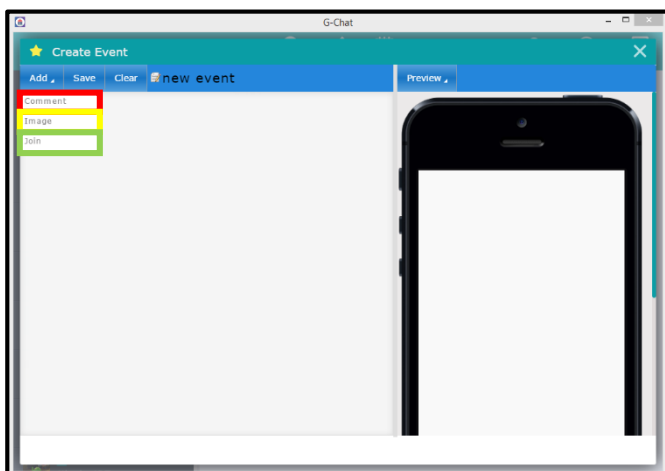 G-Chat
Create Event
Add Save Clear new event Preview
Comment
Image
Join